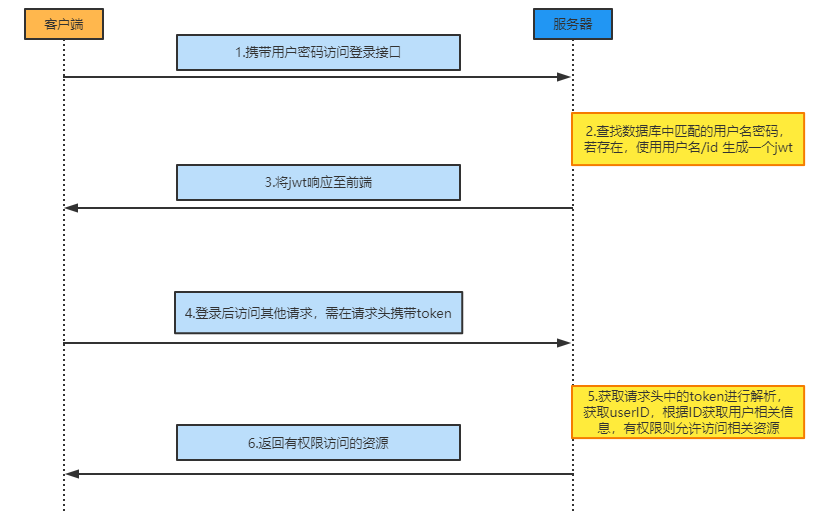 客户端
服务器
1.携带用户密码访问登录接口
2.查找数据库中匹配的用户名密码，
若存在，使用用户名/id 生成一个jwt
3.将jwt响应至前端
4.登录后访问其他请求，需在请求头携带token
5.获取请求头中的token进行解析，
获取userID，根据ID获取用户相关信
息，有权限则允许访问相关资源
6.返回有权限访问的资源